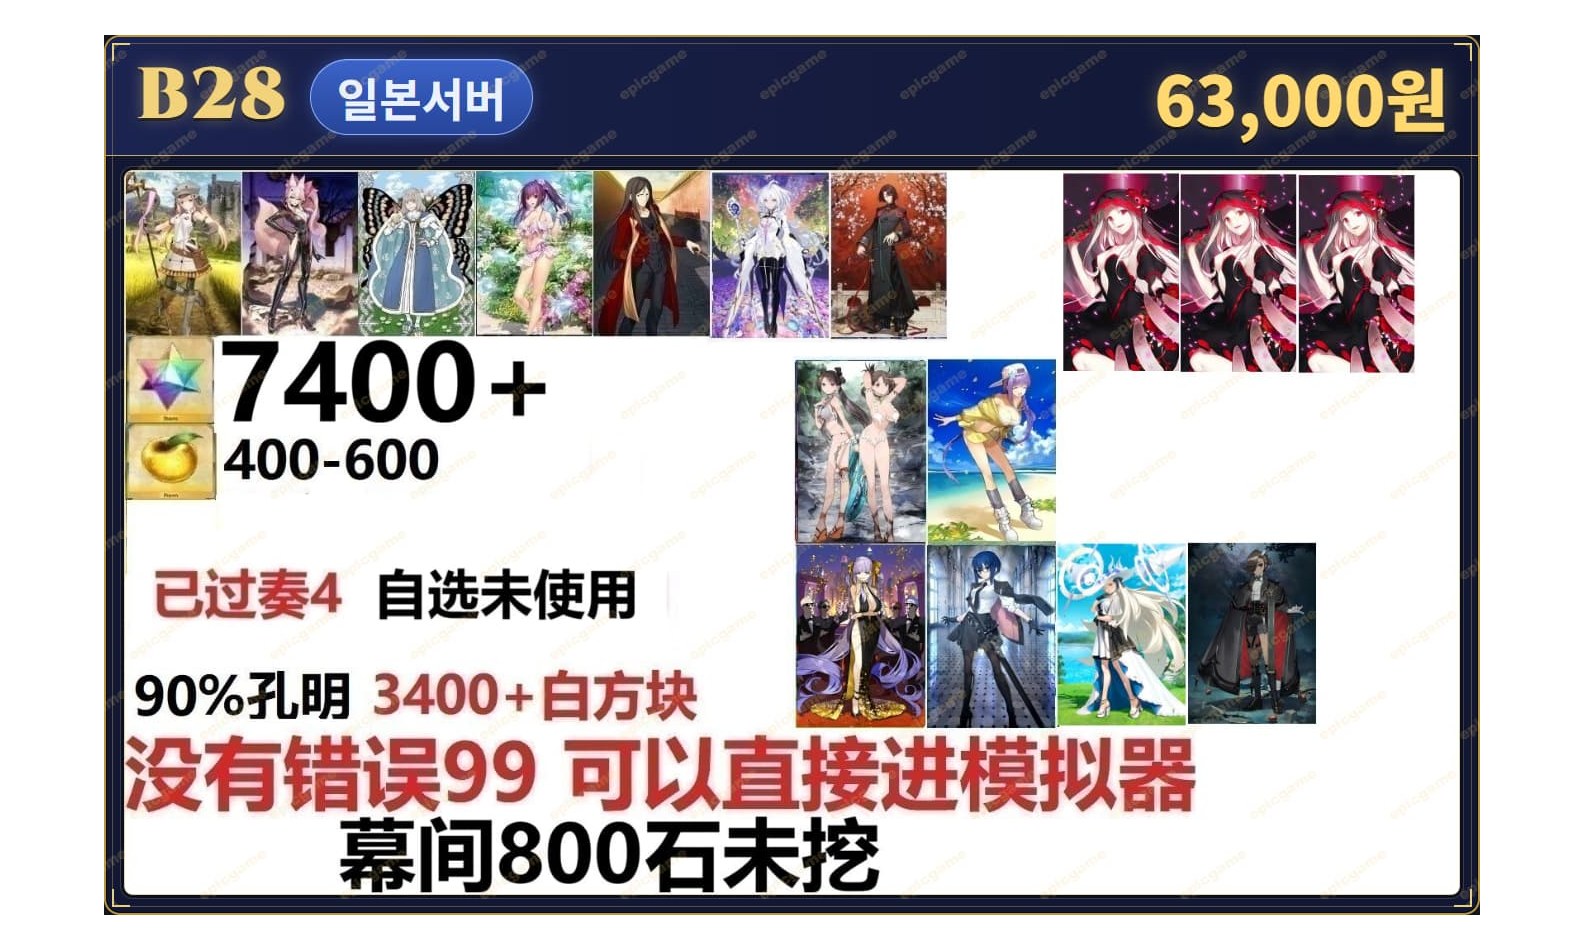 B28 일본서버 63,000원
7400+
400-600
已过奏4 自选未使用
90%孔明 3400+白方块
没有错误99 可以直接进模拟器
幕间800石未挖
epicgame